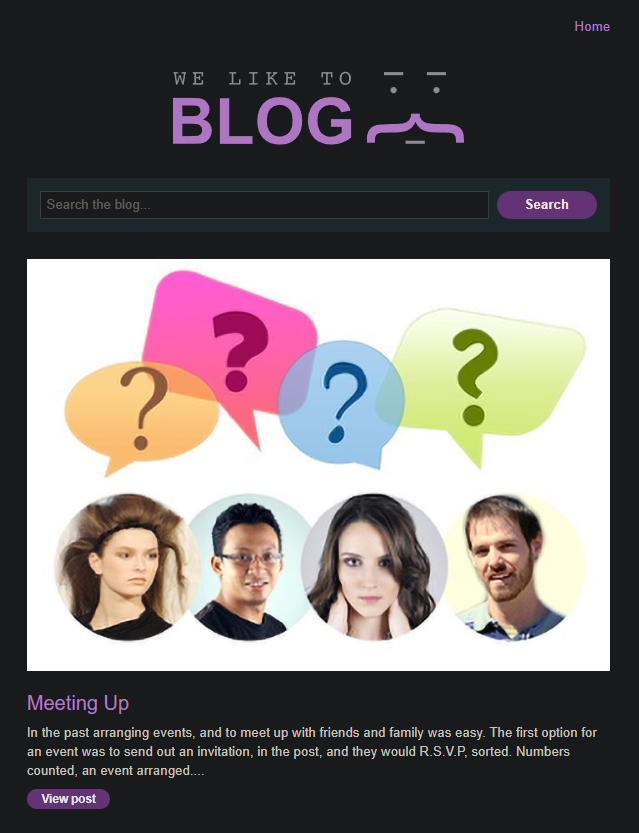 Home
WE LIKE TO
BLOG
Search the blog...
Search
? ? ? ?
Meeting Up
In the past arranging events, and to meet up with friends and family was easy. The first option for
an event was to send out an invitation, in the post, and they would R.S.V.P, sorted. Numbers
counted, an event arranged....
View post